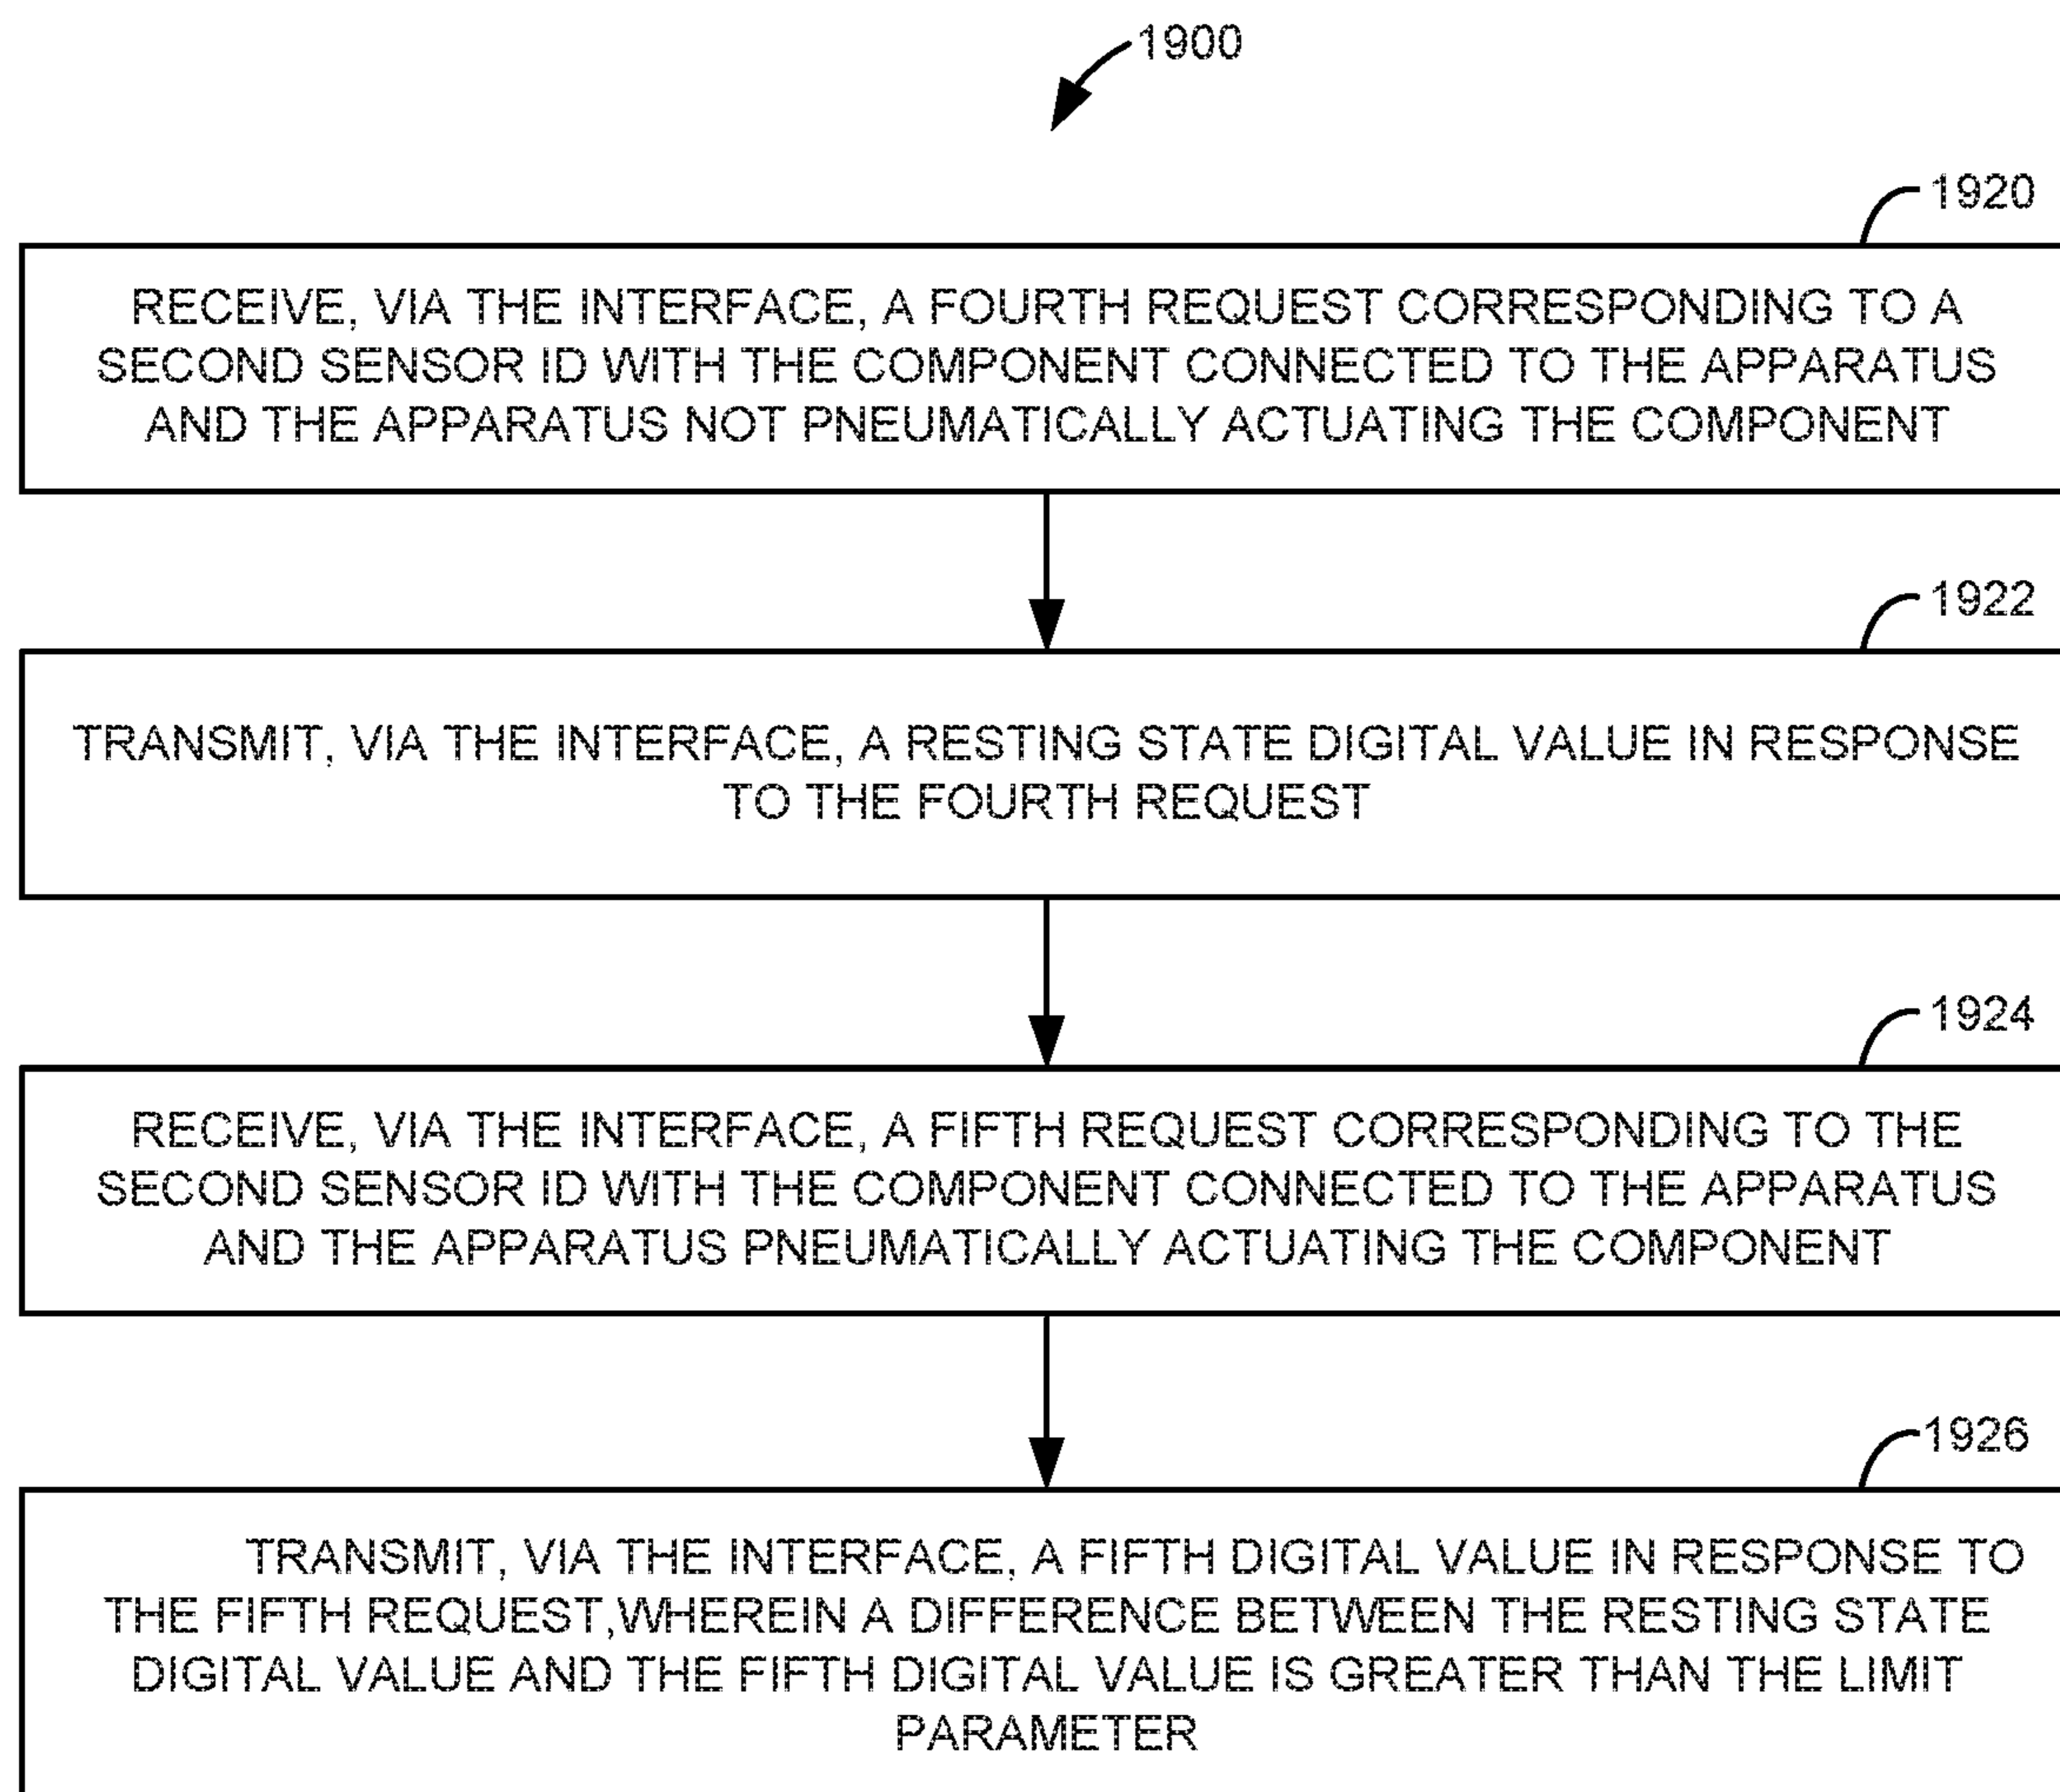 1900
1920
RECEIVE, VIA THE INTERFACE, A FOURTH REQUEST CORRESPONDING TO A
SECOND SENSOR ID WITH THE COMPONENT CONNECTED TO THE APPARATUS
AND THE APPARATUS NOT PNEUMATICALLY ACTUATING THE COMPONENT
1922
TRANSMIT, VIA THE INTERFACE, A RESTING STATE DIGITAL VALUE IN RESPONSE
TO THE FOURTH REQUEST
1924
RECEIVE, VIA THE INTERFACE, A FIFTH REQUEST CORRESPONDING TO THE
SECOND SENSOR ID WITH THE COMPONENT CONNECTED TO THE APPARATUS
AND THE APPARATUS PNEUMATICALLY ACTUATING THE COMPONENT
1926
TRANSMIT, VIA THE INTERFACE, A FIFTH DIGITAL VALUE IN RESPONSE TO
THE FIFTH REQUEST,WHEREIN A DIFFERENCE BETWEEN THE RESTING STATE
DIGITAL VALUE AND THE FIFTH DIGITAL VALUE IS GREATER THAN THE LIMIT
PARAMETER